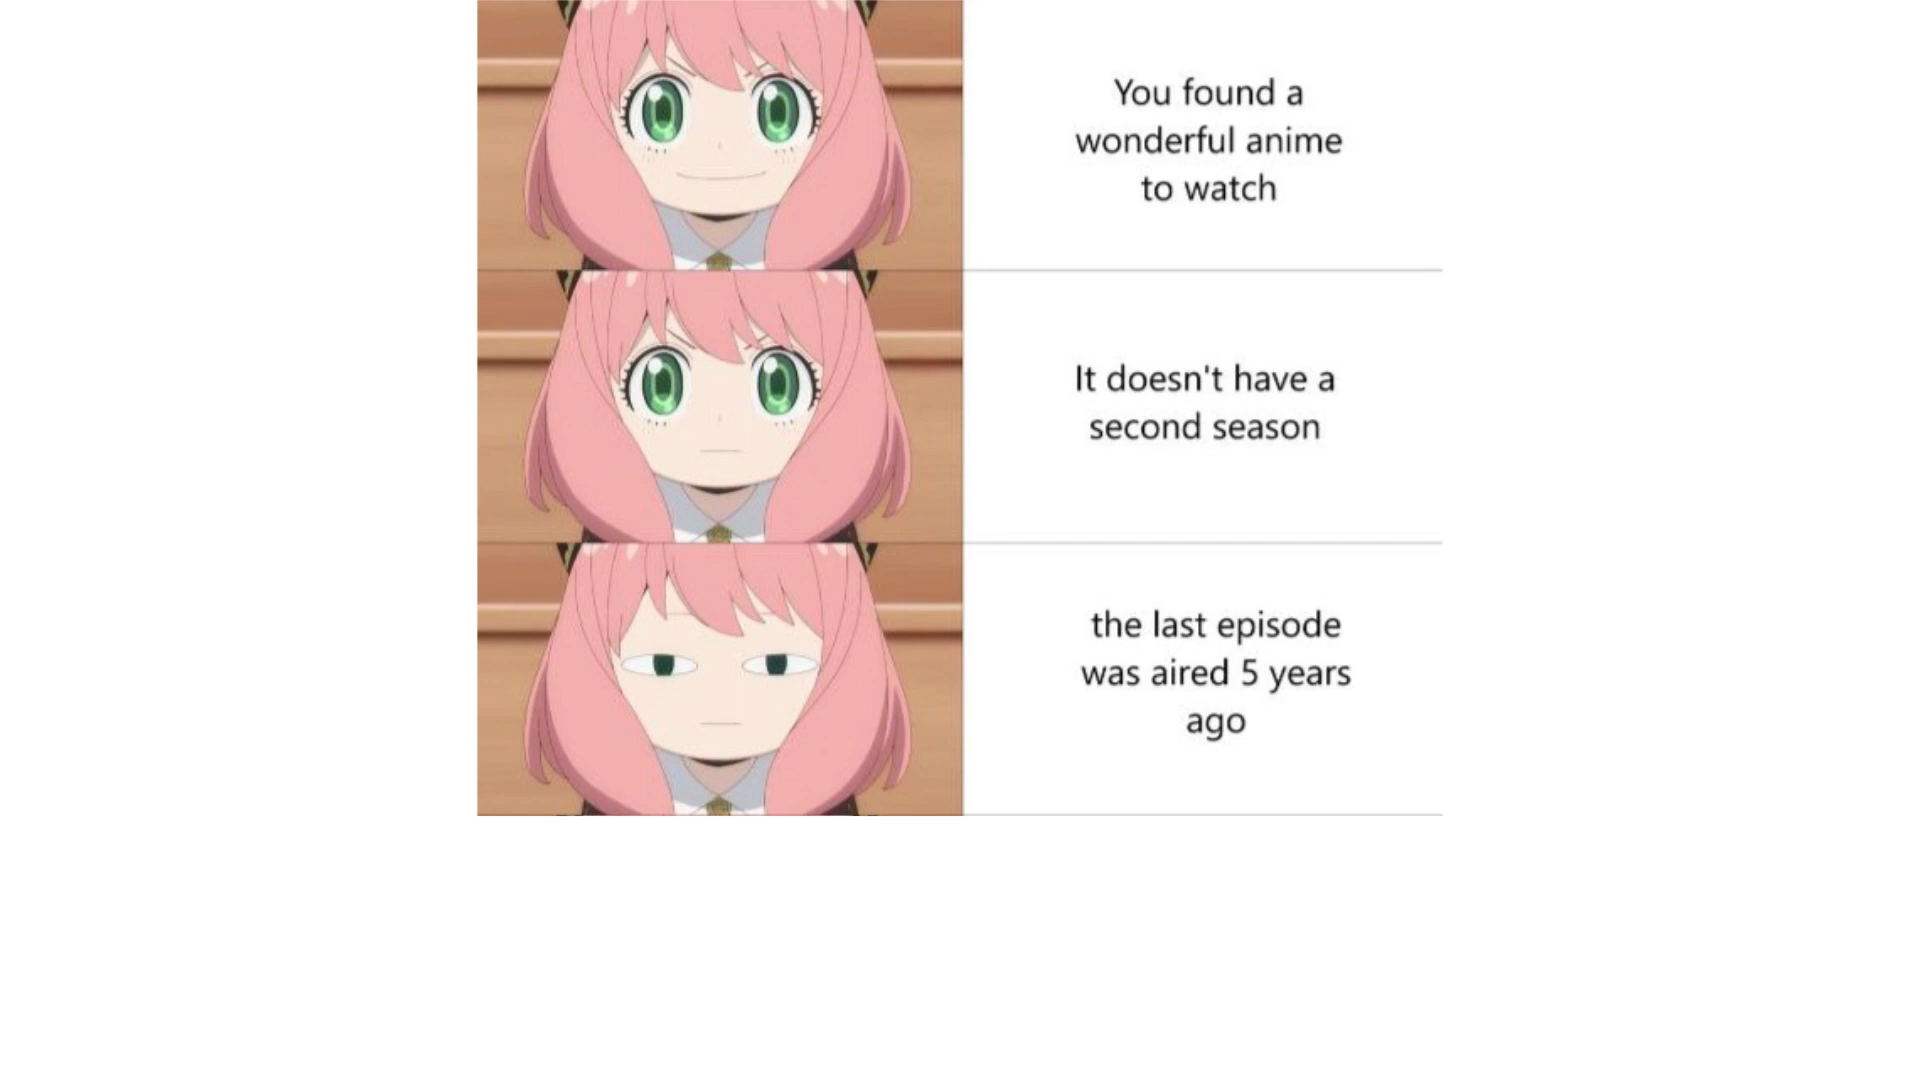 You found a
wonderful anime
to watch
It doesn't have a
second season
the last episode
was aired 5 years
ago